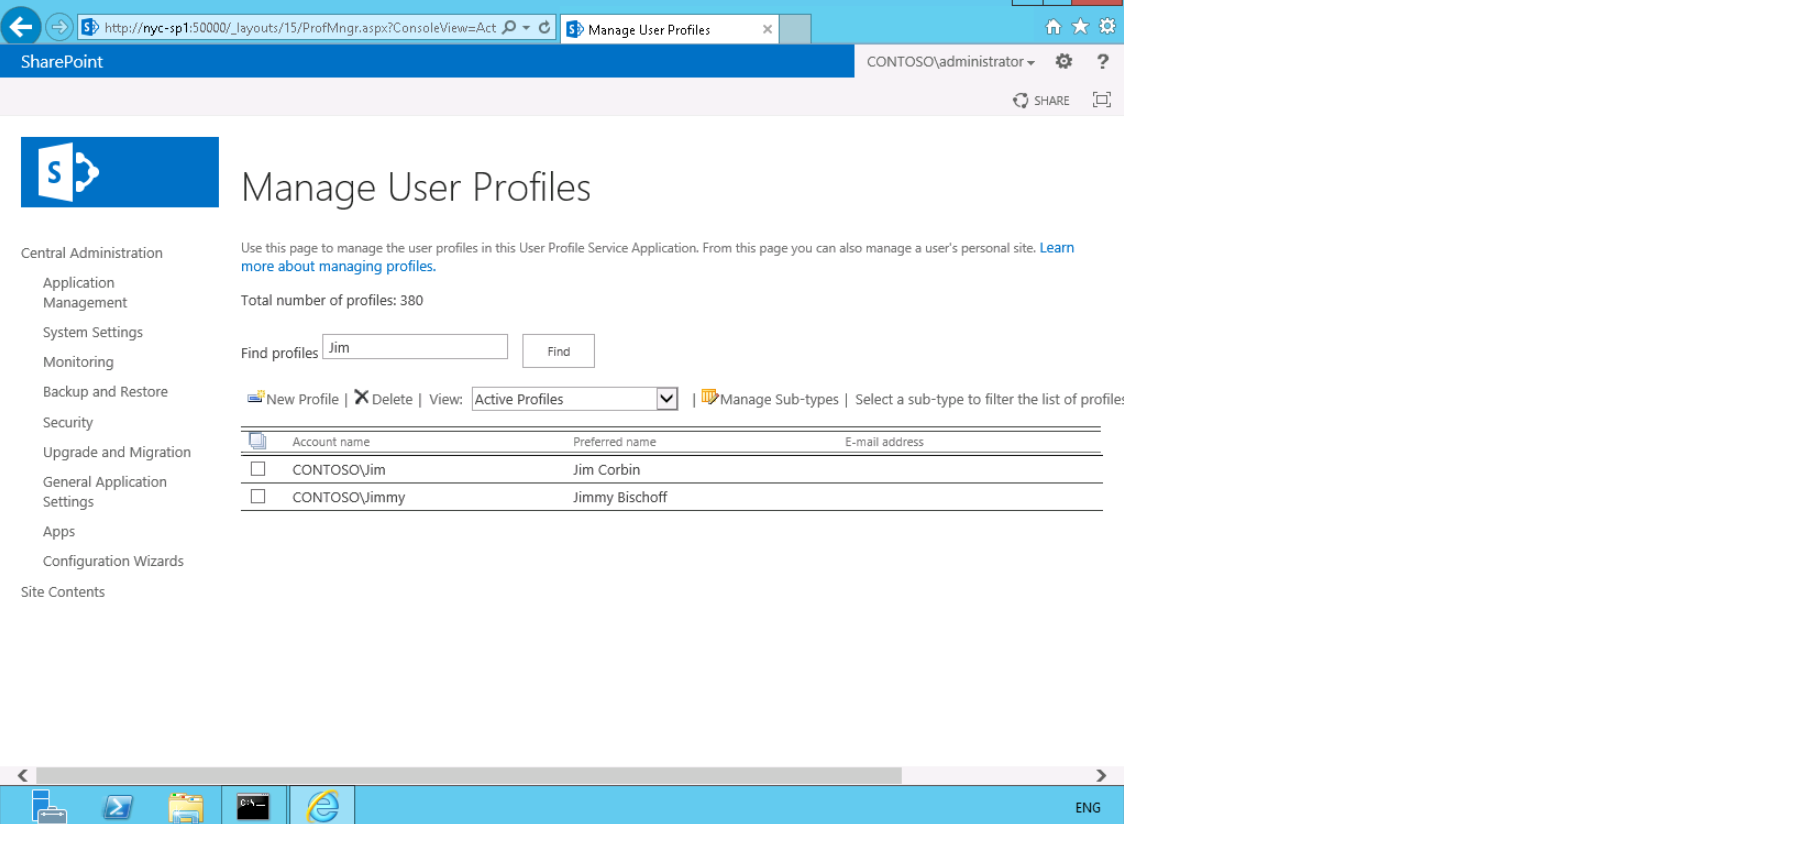 http://nyc-sp1:50000/_layouts/15/ProfMngr.aspx?ConsoleView=Act
Manage User Profiles
SharePoint
CONTOSO\administrator
?
SHARE
S
Manage User Profiles
Central Administration
Application
Management
System Settings
Monitoring
Backup and Restore
Security
Upgrade and Migration
General Application
Settings
Apps
Configuration Wizards
Site Contents
Use this page to manage the user profiles in this User Profile Service Application. From this page you can also manage a user's personal site. Learn
more about managing profiles.
Total number of profiles: 380
Find profiles Jim Find
New Profile | Delete | View: Active Profiles | Manage Sub-types | Select a sub-type to filter the list of profiles
Account name Preferred name E-mail address
CONTOSO\Jim Jim Corbin
CONTOSO\Jimmy Jimmy Bischoff
ENG